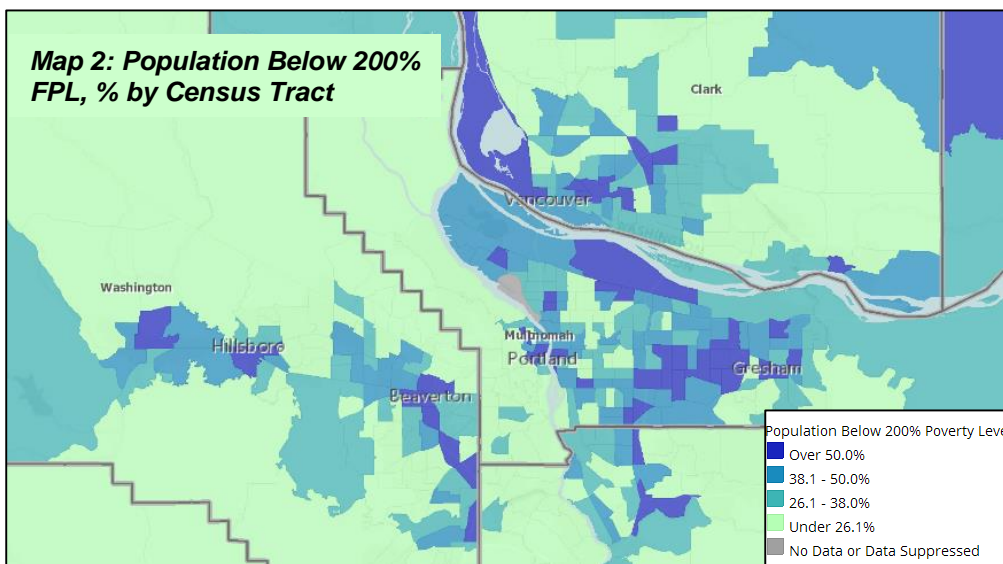 Map 2: Population Below 200%
FPL, % by Census Tract
Clark
Vancouver
WASHINGTON
Washington
Hillsboro
Multnomah
Portland
Gresham
Beaverton
Population Below 200% Poverty Leve
Over 50.0%
38.1 - 50.0%
26.1 - 38.0%
Under 26.1%
No Data or Data Suppressed